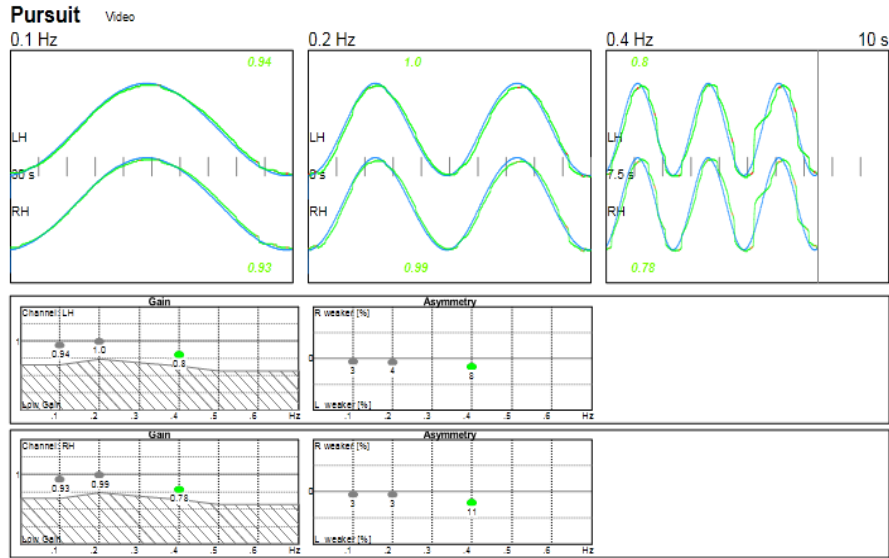 Pursuit Video
0.1 Hz 0.2 Hz 0.4 Hz 10 s
0.94 1.0 0.8
LH LH LH
s s 7.5 s
RH RH RH
0.93 0.99 0.78
Gain Asymmetry
Channel: LH R weaker [%]
1 0
0.94 1.0 0.8 3 4 8
Low Gain L weaker [%]
.1 .2 .3 .4 .5 .6 Hz .1 .2 .3 .4 .5 .6 Hz
Gain Asymmetry
Channel: RH R weaker [%]
1 0
0.93 0.99 0.78 3 3 11
Low Gain L weaker [%]
.1 .2 .3 .4 .5 .6 Hz .1 .2 .3 .4 .5 .6 Hz